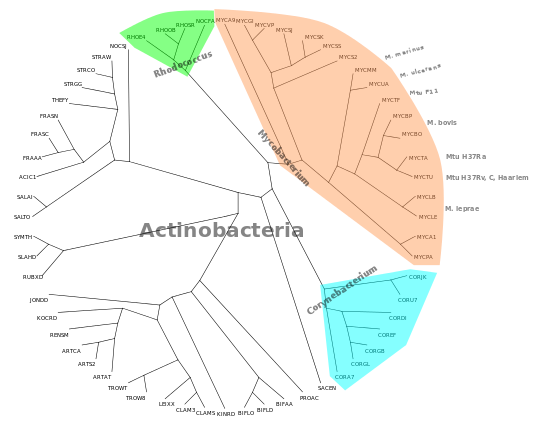 RHOE4
RHOOB
RHOSR
NOCFA
MYCA9
MYCGI
MYCVP
MYCSJ
MYCSK
MYCSS
MYCS2
MYCMM
MYCUA
MYCTF
MYCBP
MYCBO
MYCTA
MYCTU
MYCLB
MYCLE
MYCA1
MYCPA
M. marinus
M. ulcerans
Mtu F11
M. bovis
Mtu H37Ra
Mtu H37Rv, C, Haarlem
M. leprae
Rhodococcus
Mycobacterium
Actinobacteria
Corynebacterium
NOCSJ
STRAW
STRCO
STRGG
THEFY
FRASN
FRASC
FRAAA
ACIC1
SALAI
SALTO
SYMTH
SLAHD
RUBXD
JONDD
KOCRD
RENSM
ARTCA
ARTS2
ARTAT
TROWT
TROW8
LEIXX
CLAM3
CLAMS
KINRD
BIFLO
BIFLD
BIFAA
PROAC
SACEN
CORJK
CORU7
CORDI
COREF
CORGB
CORGL
CORA7